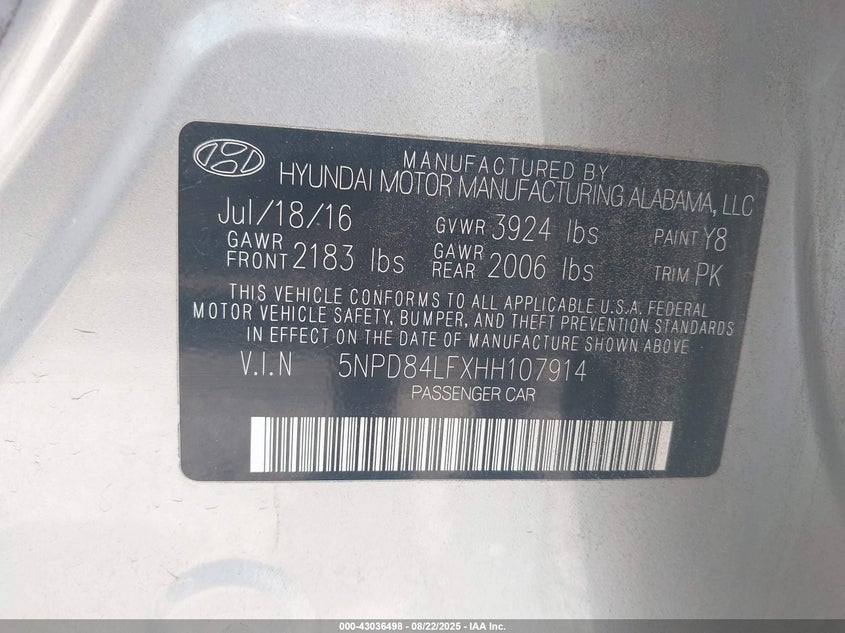 MANUFACTURED BY
HYUNDAI MOTOR MANUFACTURING ALABAMA, LLC
Jul/18/16 GVWR 3924 lbs PAINT Y8
GAWR FRONT 2183 lbs GAWR REAR 2006 lbs TRIM PK
THIS VEHICLE CONFORMS TO ALL APPLICABLE U.S.A. FEDERAL
MOTOR VEHICLE SAFETY, BUMPER, AND THEFT PREVENTION STANDARDS
IN EFFECT ON THE DATE OF MANUFACTURE SHOWN ABOVE
V.I.N 5NPD84LFXHH107914
PASSENGER CAR
000-43036498 - 08/22/2025 - IAA Inc.